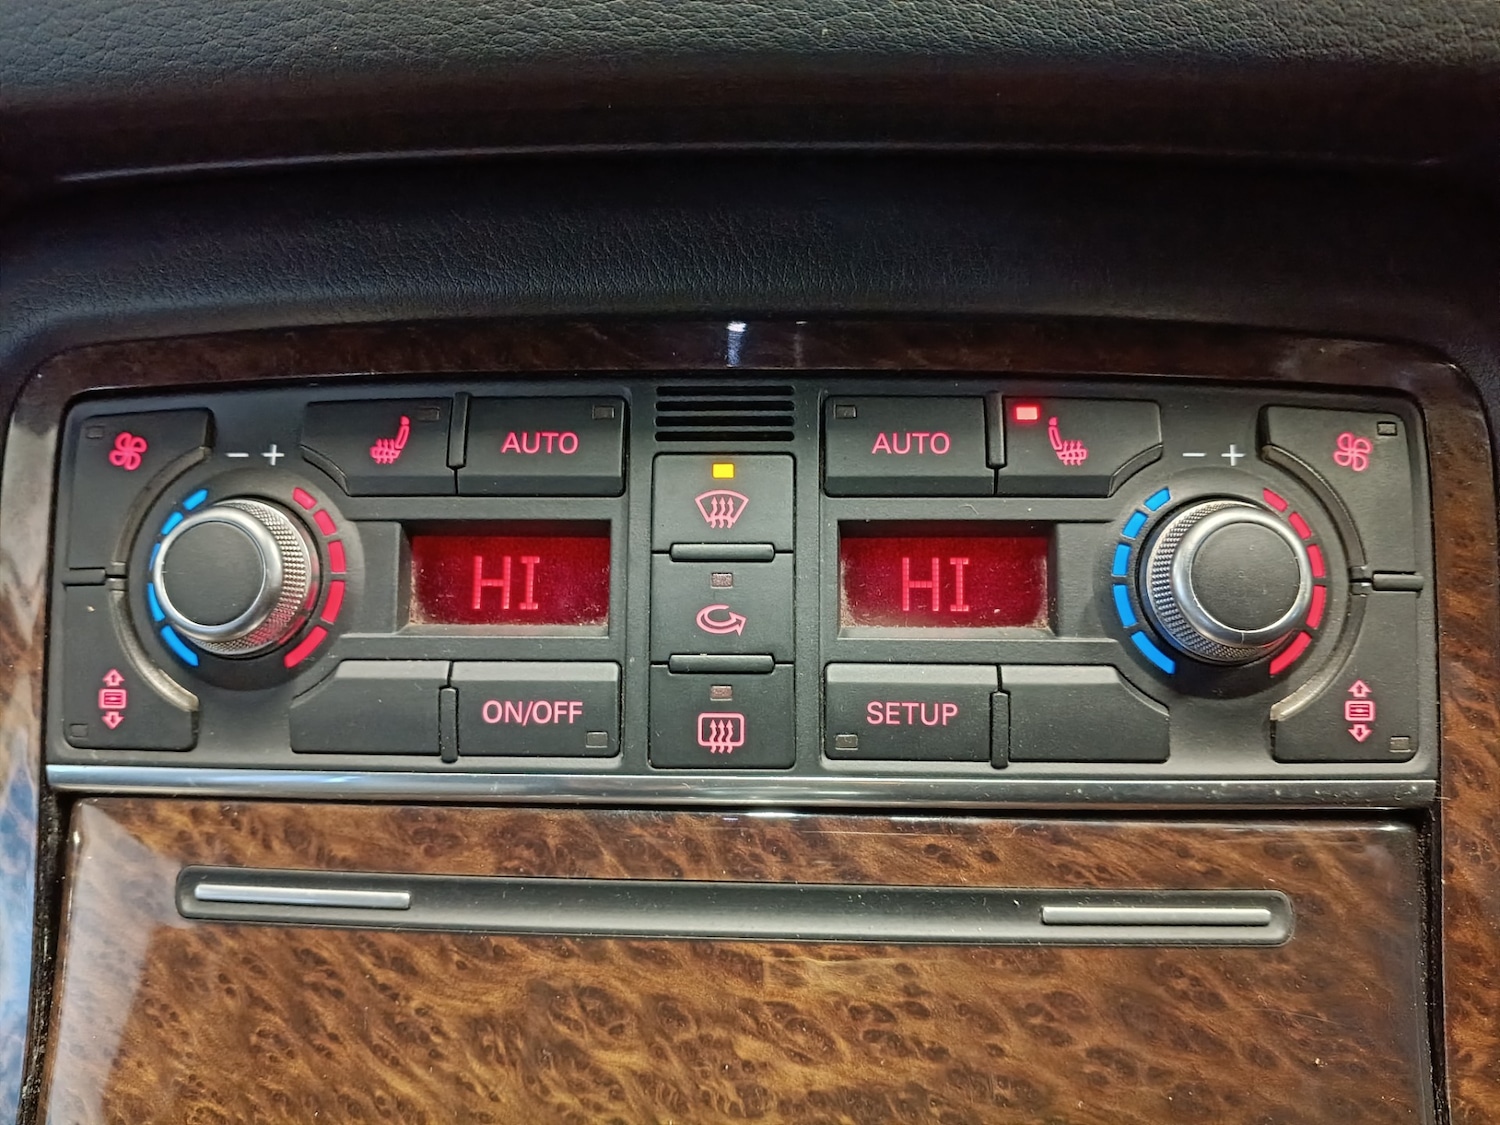 - +
AUTO
AUTO
- +
HI
HI
ON/OFF
SETUP